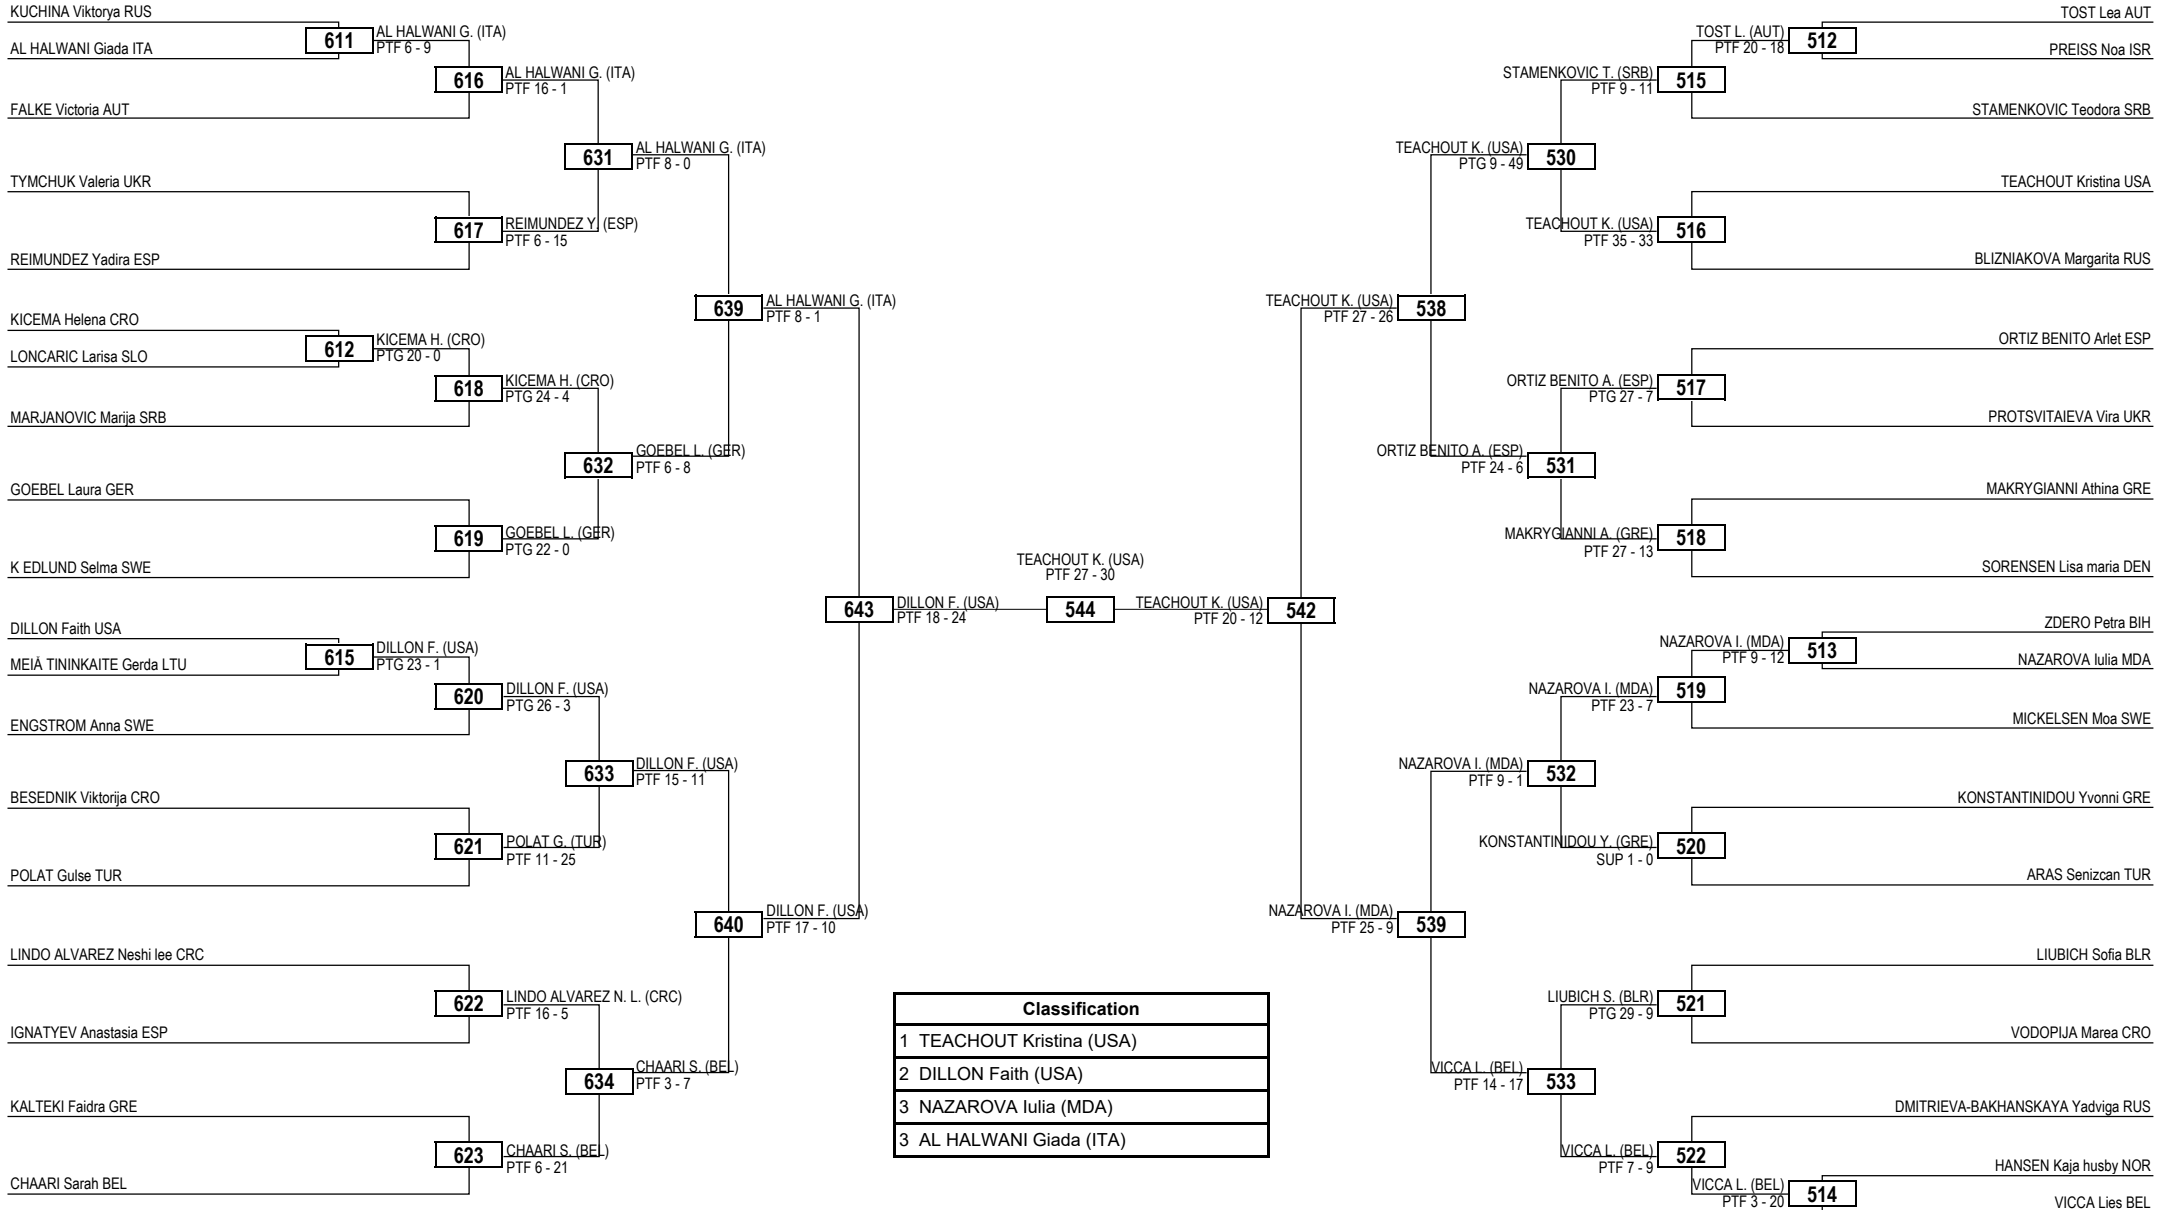 KUCHINA Viktorya RUS
AL HALWANI Giada ITA
611
AL HALWANI G. (ITA)
PTF 6 - 9
FALKE Victoria AUT
616
AL HALWANI G. (ITA)
PTF 16 - 1
TYMCHUK Valeria UKR
REIMUNDEZ Yadira ESP
617
REIMUNDEZ Y. (ESP)
PTF 6 - 15
631
AL HALWANI G. (ITA)
PTF 8 - 0
KICEMA Helena CRO
LONCARIC Larisa SLO
612
KICEMA H. (CRO)
PTG 20 - 0
MARJANOVIC Marija SRB
618
KICEMA H. (CRO)
PTG 24 - 4
GOEBEL Laura GER
K EDLUND Selma SWE
619
GOEBEL L. (GER)
PTG 22 - 0
632
GOEBEL L. (GER)
PTF 6 - 8
639
AL HALWANI G. (ITA)
PTF 8 - 1
DILLON Faith USA
MEIÄ TININKAITE Gerda LTU
615
DILLON F. (USA)
PTG 23 - 1
ENGSTROM Anna SWE
620
DILLON F. (USA)
PTG 26 - 3
BESEDNIK Viktorija CRO
POLAT Gulse TUR
621
POLAT G. (TUR)
PTF 11 - 25
633
DILLON F. (USA)
PTF 15 - 11
LINDO ALVAREZ Neshi lee CRC
IGNATYEV Anastasia ESP
622
LINDO ALVAREZ N. L. (CRC)
PTF 16 - 5
KALTEKI Faidra GRE
CHAARI Sarah BEL
623
CHAARI S. (BEL)
PTF 6 - 21
634
CHAARI S. (BEL)
PTF 3 - 7
640
DILLON F. (USA)
PTF 17 - 10
643
DILLON F. (USA)
PTF 18 - 24
TEACHOUT K. (USA)
PTF 27 - 30
544
TEACHOUT K. (USA)
PTF 20 - 12
542
TOST Lea AUT
PREISS Noa ISR
TOST L. (AUT)
PTF 20 - 18
512
STAMENKOVIC Teodora SRB
STAMENKOVIC T. (SRB)
PTF 9 - 11
515
TEACHOUT Kristina USA
BLIZNIAKOVA Margarita RUS
TEACHOUT K. (USA)
PTF 35 - 33
516
TEACHOUT K. (USA)
PTG 9 - 49
530
ORTIZ BENITO Arlet ESP
PROTSVITAIEVA Vira UKR
ORTIZ BENITO A. (ESP)
PTG 27 - 7
517
MAKRYGIANNI Athina GRE
SORENSEN Lisa maria DEN
MAKRYGIANNI A. (GRE)
PTF 27 - 13
518
ORTIZ BENITO A. (ESP)
PTF 24 - 6
531
TEACHOUT K. (USA)
PTF 27 - 26
538
ZDERO Petra BIH
NAZAROVA Iulia MDA
NAZAROVA I. (MDA)
PTF 9 - 12
513
MICKELSEN Moa SWE
NAZAROVA I. (MDA)
PTF 23 - 7
519
KONSTANTINIDOU Yvonni GRE
ARAS Senizcan TUR
KONSTANTINIDOU Y. (GRE)
SUP 1 - 0
520
NAZAROVA I. (MDA)
PTF 9 - 1
532
LIUBICH Sofia BLR
VODOPIJA Marea CRO
LIUBICH S. (BLR)
PTG 29 - 9
521
DMITRIEVA-BAKHANSKAYA Yadviga RUS
HANSEN Kaja husby NOR
VICCA Lies BEL
VICCA L. (BEL)
PTF 3 - 20
514
VICCA L. (BEL)
PTF 7 - 9
522
VICCA L. (BEL)
PTF 14 - 17
533
NAZAROVA I. (MDA)
PTF 25 - 9
539
Classification
1 TEACHOUT Kristina (USA)
2 DILLON Faith (USA)
3 NAZAROVA Iulia (MDA)
3 AL HALWANI Giada (ITA)